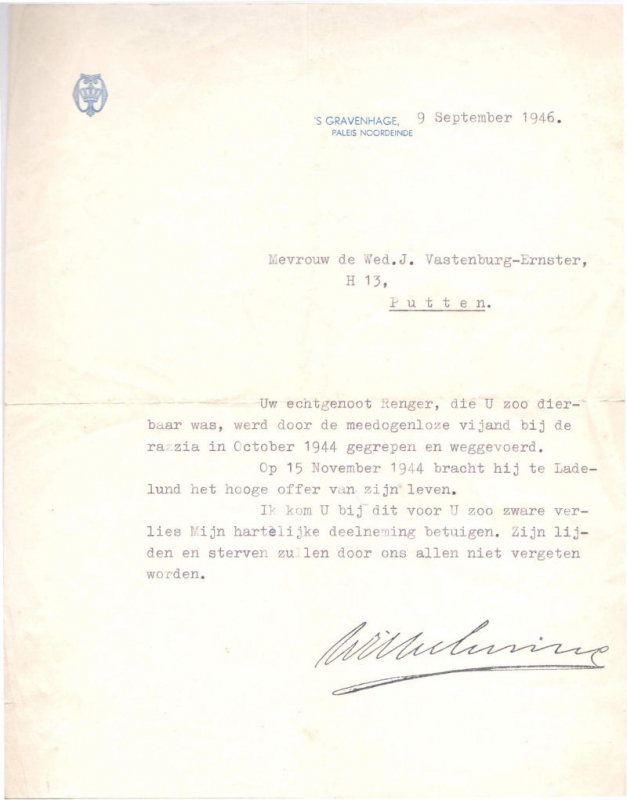 'S GRAVENHAGE, 9 September 1946.
PALEIS NOORDEINDE
Mevrouw de Wed.J. Vastenburg-Ernster,
H 13,
P u t t e n.
Uw echtgenoot Renger, die U zoo dier-
baar was, werd door de meedogenloze vijand bij de
razzia in October 1944 gegrepen en weggevoerd.
Op 15 November 1944 bracht hij te Lade-
lund het hooge offer van zijn leven.
Ik kom U bij dit voor U zoo zware ver-
lies Mijn hartelijke deelneming betuigen. Zijn lij-
den en sterven zullen door ons allen niet vergeten
worden.
Wilhelmina